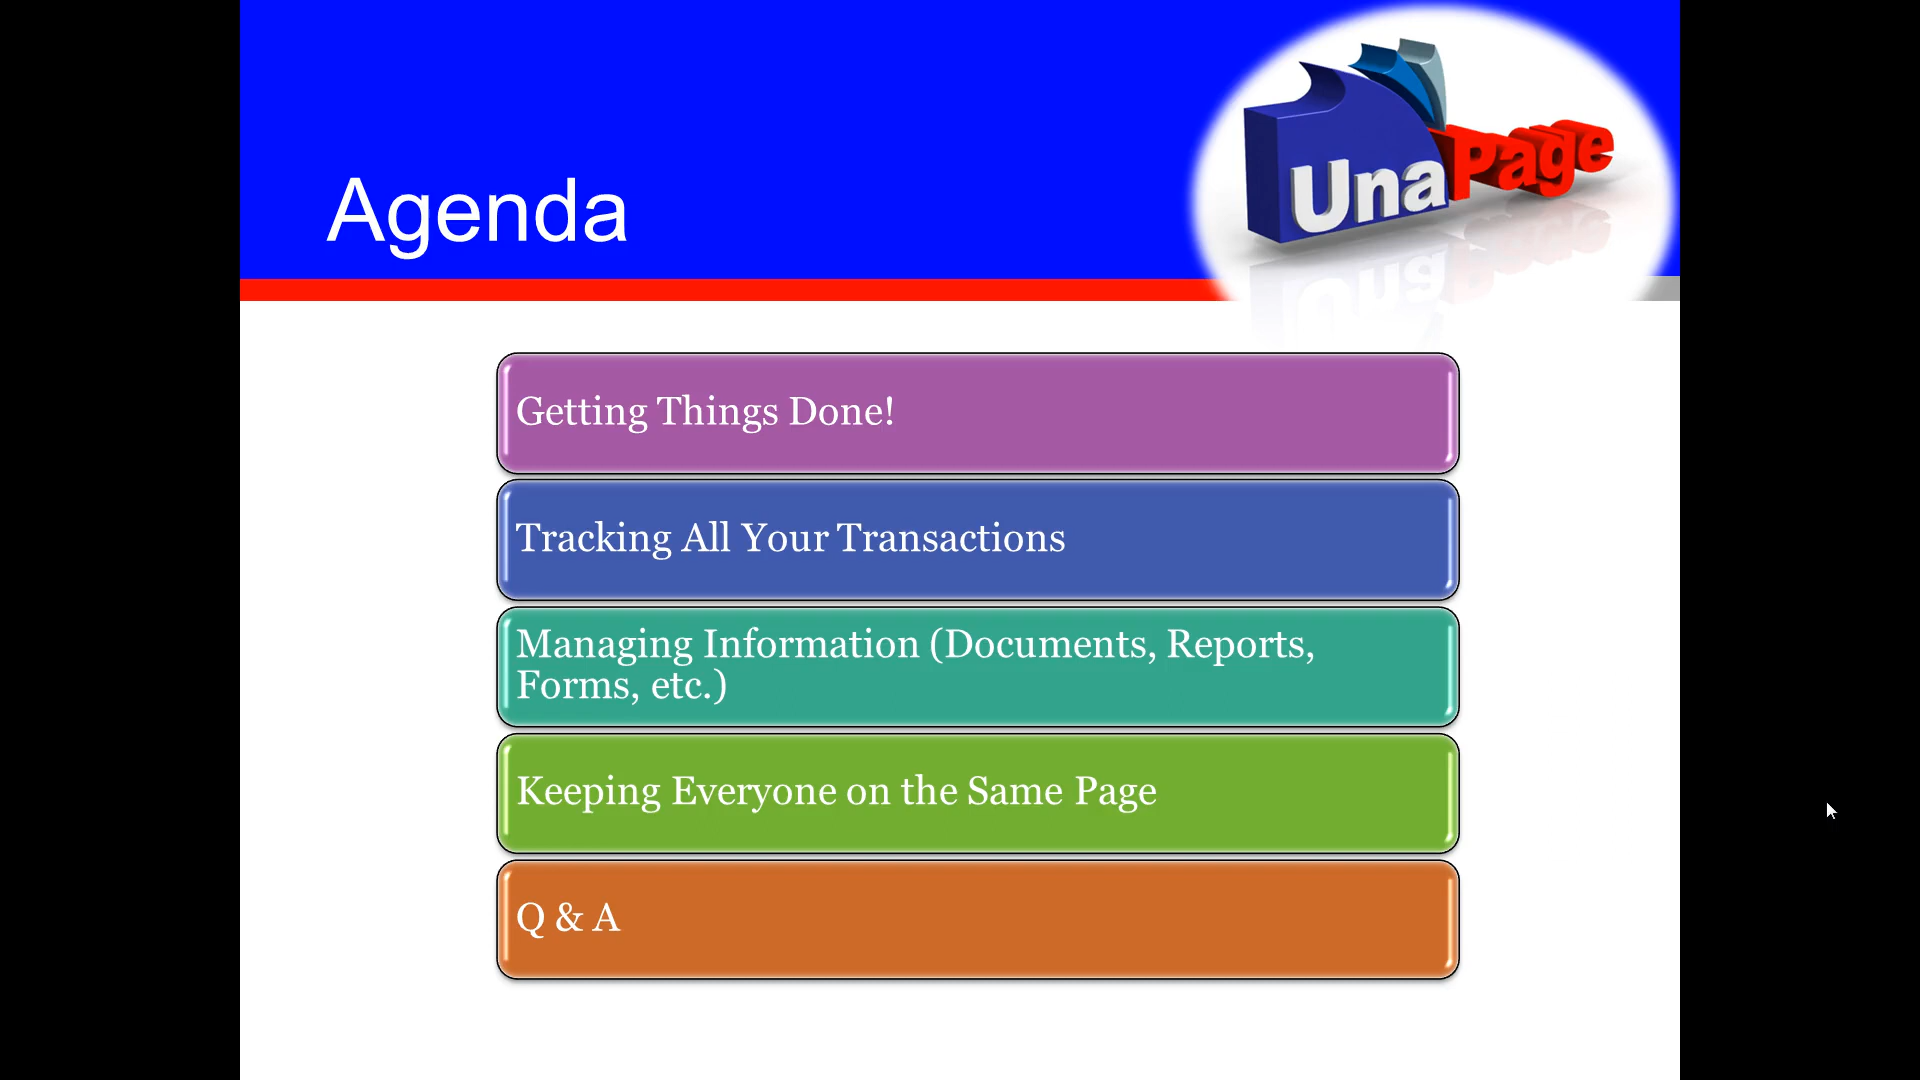 UnaPage
Agenda
Getting Things Done!
Tracking All Your Transactions
Managing Information (Documents, Reports,
Forms, etc.)
Keeping Everyone on the Same Page
Q & A